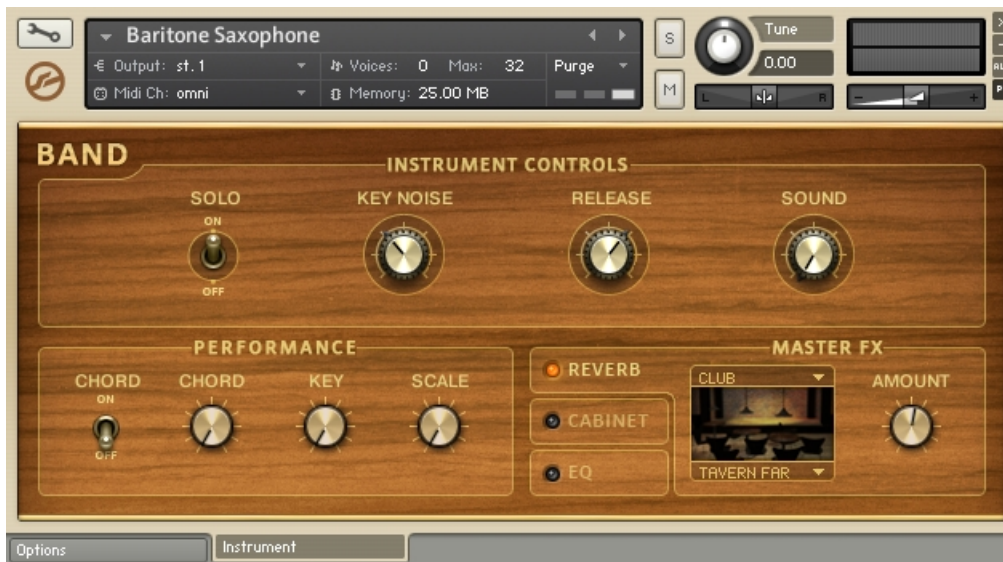 Baritone Saxophone
Output: st.1
Voices: 0 Max: 32
Purge
Midi Ch: omni
Memory: 25.00 MB
S
M
Tune
0.00
L
R
- +
BAND
INSTRUMENT CONTROLS
SOLO KEY NOISE RELEASE SOUND
ON
OFF
PERFORMANCE
CHORD CHORD KEY SCALE
ON
OFF
MASTER FX
REVERB
CABINET
EQ
CLUB
TAVERN FAR
AMOUNT
Options Instrument